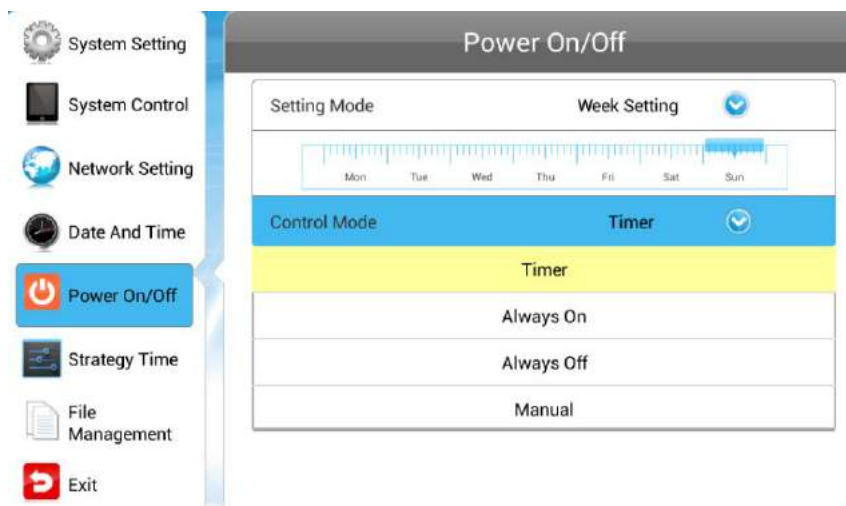 System Setting
System Control
Network Setting
Date And Time
Power On/Off
Strategy Time
File
Management
Exit
Power On/Off
Setting Mode Week Setting
Mon Tue Wed Thu Fri Sat Sun
Control Mode Timer
Timer
Always On
Always Off
Manual